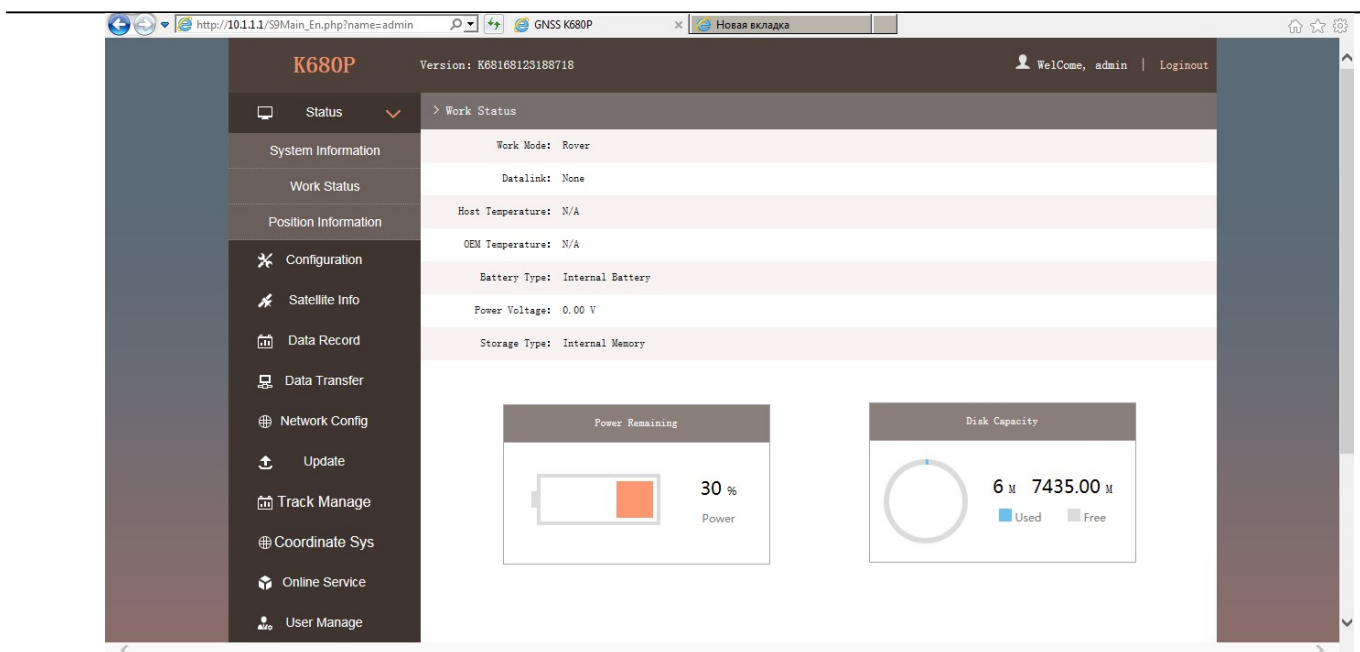 http://10.1.1.1/S9Main_En.php?name=admin
GNSS K680P
Новая вкладка
K680P
Version: K68168123188718
WelCome, admin | Loginout
Status
> Work Status
System Information
Work Status
Position Information
Configuration
Satellite Info
Data Record
Data Transfer
Network Config
Update
Track Manage
Coordinate Sys
Online Service
User Manage
Work Mode: Rover
Datalink: None
Host Temperature: N/A
OEM Temperature: N/A
Battery Type: Internal Battery
Power Voltage: 0.00 V
Storage Type: Internal Memory
Power Remaining
30 %
Power
Disk Capacity
6 M 7435.00 M
Used Free